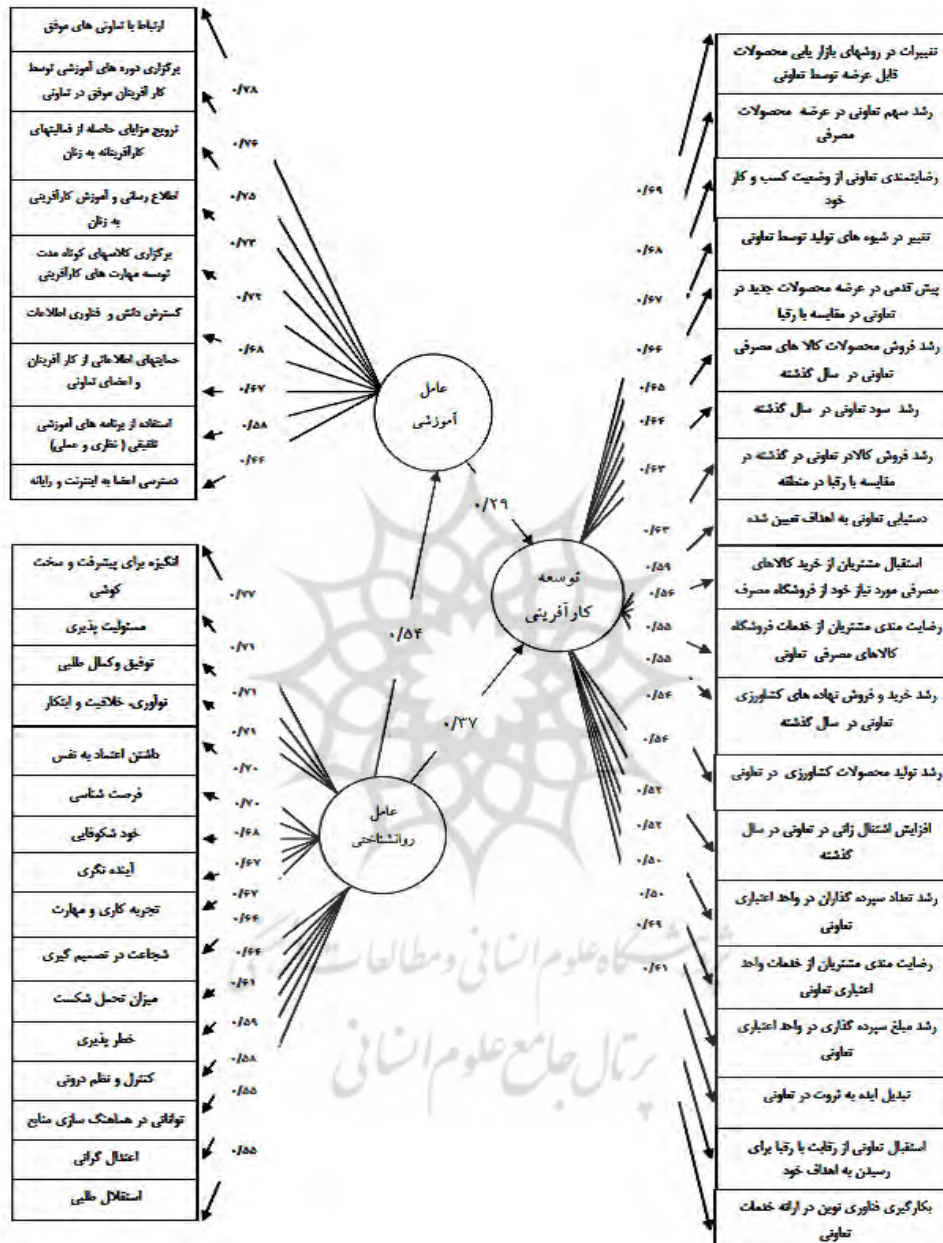 ارتباط با تعاونی های موفق
برگزاری دوره های آموزشی توسط
کار آفرینان موفق در تعاونی
ترویج مزایای حاصله از فعالیتهای
کارآفرینانه به زنان
اطلاع رسانی و آموزش کارآفرینی
به زنان
برگزاری کلاسهای کوتاه مدت
توسعه مهارت های کارآفرینی
گسترش دانش و فناوری اطلاعات
حمایتهای اطلاعاتی از کار آفرینان
و اعضای تعاونی
استفاده از برنامه های آموزشی
تلفیقی ( نظری و عملی)
دسترسی اعضا به اینترنت و رایانه
۰/۷۸
۰/۷۶
۰/۷۵
۰/۷۳
۰/۷۲
۰/۶۸
۰/۶۷
۰/۵۸
۰/۴۴
عامل
آموزشی
۰/۲۹
توسعه
کارآفرینی
۰/۵۴
۰/۳۷
عامل
روانشناختی
انگیزه برای پیشرفت و سخت
کوشی
مسئولیت پذیری
توفیق وکمال طلبی
نوآوری، خلاقیت و ابتکار
داشتن اعتماد به نفس
فرصت شناسی
خود شکوفایی
آینده نگری
تجربه کاری و مهارت
شجاعت در تصمیم گیری
میزان تحمل شکست
خطر پذیری
کنترل و نظم درونی
توانائی در هماهنگ سازی منابع
اعتدال گرائی
استقلال طلبی
۰/۷۷
۰/۷۱
۰/۷۱
۰/۷۱
۰/۷۰
۰/۷۰
۰/۶۸
۰/۶۷
۰/۶۷
۰/۶۴
۰/۶۴
۰/۶۱
۰/۵۹
۰/۵۸
۰/۵۵
۰/۵۵
تغییرات در روشهای بازار یابی محصولات
قابل عرضه توسط تعاونی
رشد سهم تعاونی در عرضه محصولات
مصرفی
رضایتمندی تعاونی از وضعیت کسب و کار
خود
تغییر در شیوه های تولید توسط تعاونی
پیش قدمی در عرضه محصولات جدید در
تعاونی در مقایسه با رقبا
رشد فروش محصولات کالا های مصرفی
تعاونی در سال گذشته
رشد سود تعاونی در سال گذشته
رشد فروش کالادر تعاونی در گذشته در
مقایسه با رقبا در منطقه
دستیابی تعاونی به اهداف تعیین شده
استقبال مشتریان از خرید کالاهای
مصرفی مورد نیاز خود از فروشگاه مصرف
رضایت مندی مشتریان از خدمات فروشگاه
کالاهای مصرفی تعاونی
رشد خرید و فروش نهاده های کشاورزی
تعاونی در سال گذشته
رشد تولید محصولات کشاورزی در تعاونی
افزایش اشتغال زائی در تعاونی در سال
گذشته
رشد تعداد سپرده گذاران در واحد اعتباری
تعاونی
رضایت مندی مشتریان از خدمات واحد
اعتباری تعاونی
رشد مبلغ سپرده گذاری در واحد اعتباری
تعاونی
تبدیل ایده به ثروت در تعاونی
استقبال تعاونی از رقابت با رقبا برای
رسیدن به اهداف خود
بکارگیری فناوری نوین در ارائه خدمات
تعاونی
۰/۶۹
۰/۶۸
۰/۶۷
۰/۶۶
۰/۶۵
۰/۶۴
۰/۶۳
۰/۶۳
۰/۵۹
۰/۵۶
۰/۵۵
۰/۵۵
۰/۵۴
۰/۵۴
۰/۵۲
۰/۵۲
۰/۵۰
۰/۵۰
۰/۴۹
۰/۴۱
پژوهشگاه علوم انسانی و مطالعات فرهنگی
پرتال جامع علوم انسانی